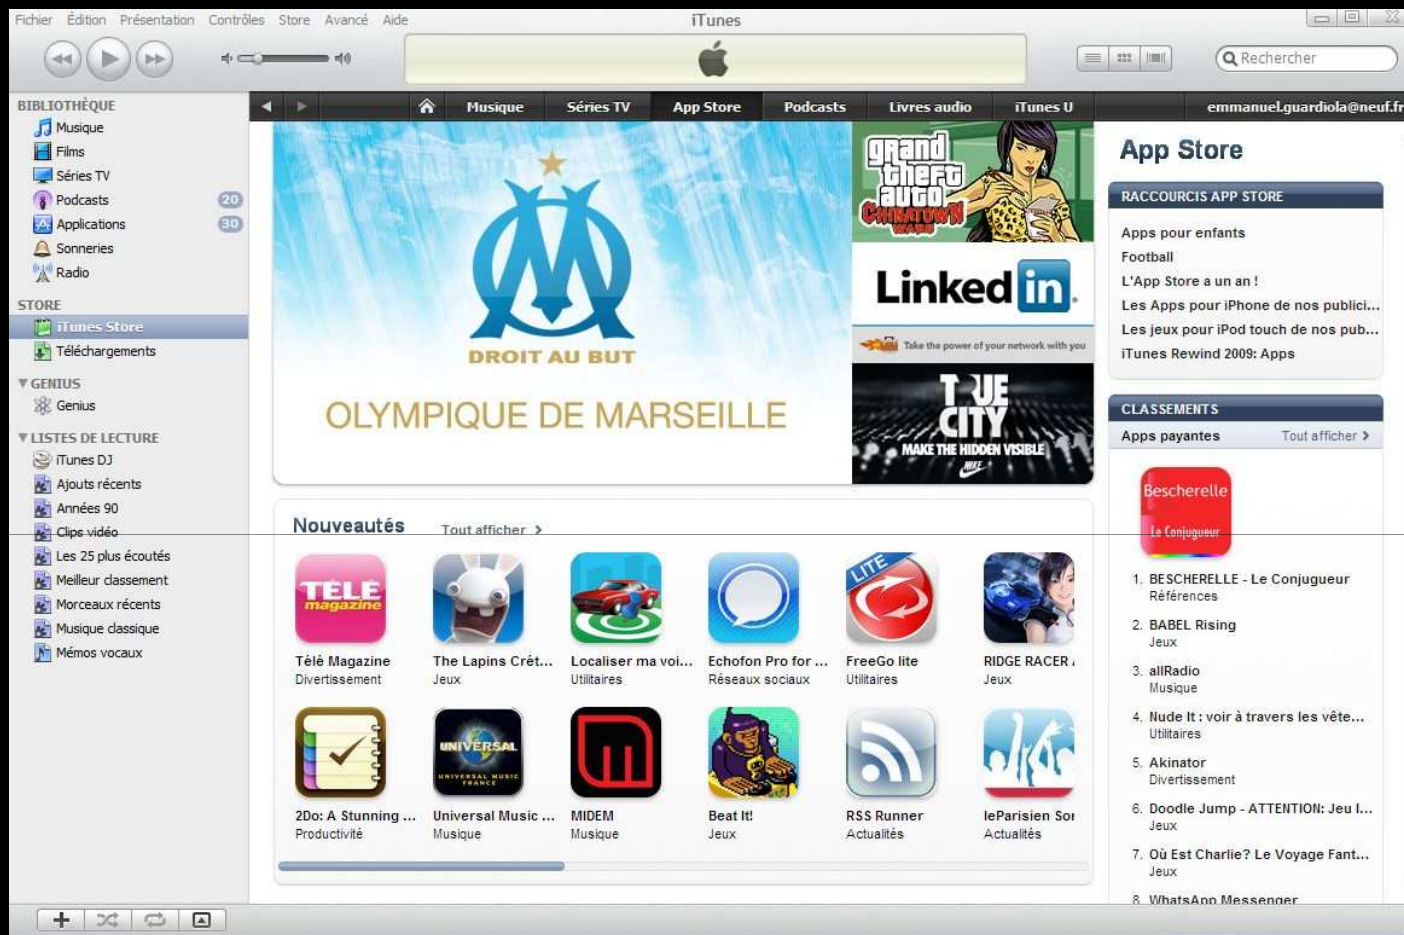 Fichier Édition Présentation Contrôles Store Avancé Aide
iTunes
Rechercher
BIBLIOTHÈQUE
Musique
Films
Séries TV
Podcasts 20
Applications 30
Sonneries
Radio
STORE
iTunes Store
Téléchargements
GENIUS
Genius
LISTES DE LECTURE
iTunes DJ
Ajouts récents
Années 90
Clips vidéo
Les 25 plus écoutés
Meilleur classement
Morceaux récents
Musique classique
Mémos vocaux
Musique Séries TV App Store Podcasts Livres audio iTunes U emmanuel.guardiola@neuf.fr
DROIT AU BUT
OLYMPIQUE DE MARSEILLE
grand
theft
auto
CHINATOWN
WARS
Linked in.
Take the power of your network with you
TRUE
CITY
MAKE THE HIDDEN VISIBLE
NIKE
Nouveautés Tout afficher >
TÉLÉ
magazine
LITE
Télé Magazine
Divertissement
The Lapins Crét...
Jeux
Localiser ma voi...
Utilitaires
Echofon Pro for ...
Réseaux sociaux
FreeGo lite
Utilitaires
RIDGE RACER
Jeux
UNIVERSAL
UNIVERSAL MUSIC
FRANCE
2Do: A Stunning ...
Productivité
Universal Music ...
Musique
MIDEM
Musique
Beat It!
Jeux
RSS Runner
Actualités
leParisien Sor
Actualités
App Store
RACCOURCIS APP STORE
Apps pour enfants
Football
L'App Store a un an !
Les Apps pour iPhone de nos publici...
Les jeux pour iPod touch de nos pub...
iTunes Rewind 2009: Apps
CLASSEMENTS
Apps payantes Tout afficher >
Bescherelle
Le Conjugueur
1. BESCHERELLE - Le Conjugueur
Références
2. BABEL Rising
Jeux
3. allRadio
Musique
4. Nude It : voir à travers les vête...
Utilitaires
5. Akinator
Divertissement
6. Doodle Jump - ATTENTION: Jeu I...
Jeux
7. Où Est Charlie? Le Voyage Fant...
Jeux
8. WhatsApp Messenger